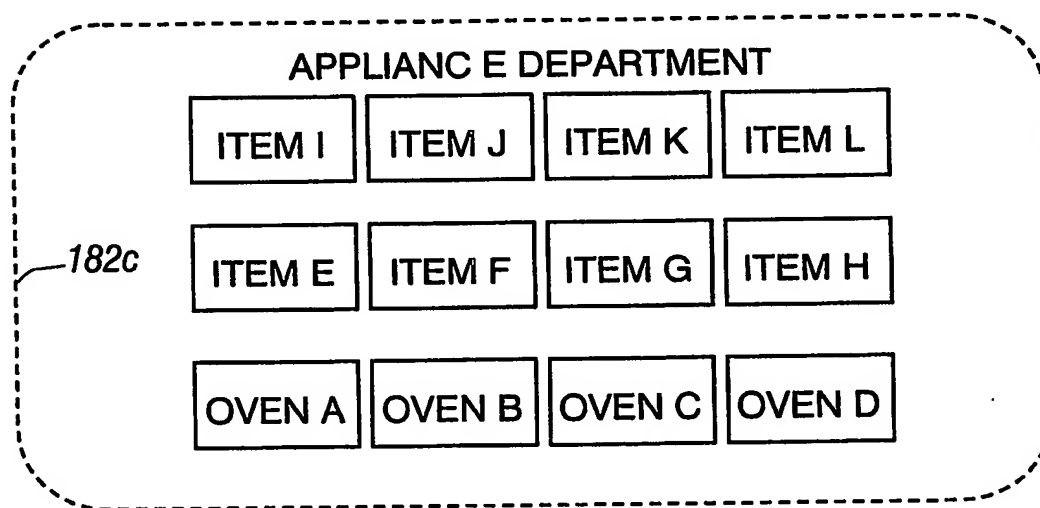 APPLIANC E DEPARTMENT
ITEM I ITEM J ITEM K ITEM L
182c ITEM E ITEM F ITEM G ITEM H
OVEN A OVEN B OVEN C OVEN D